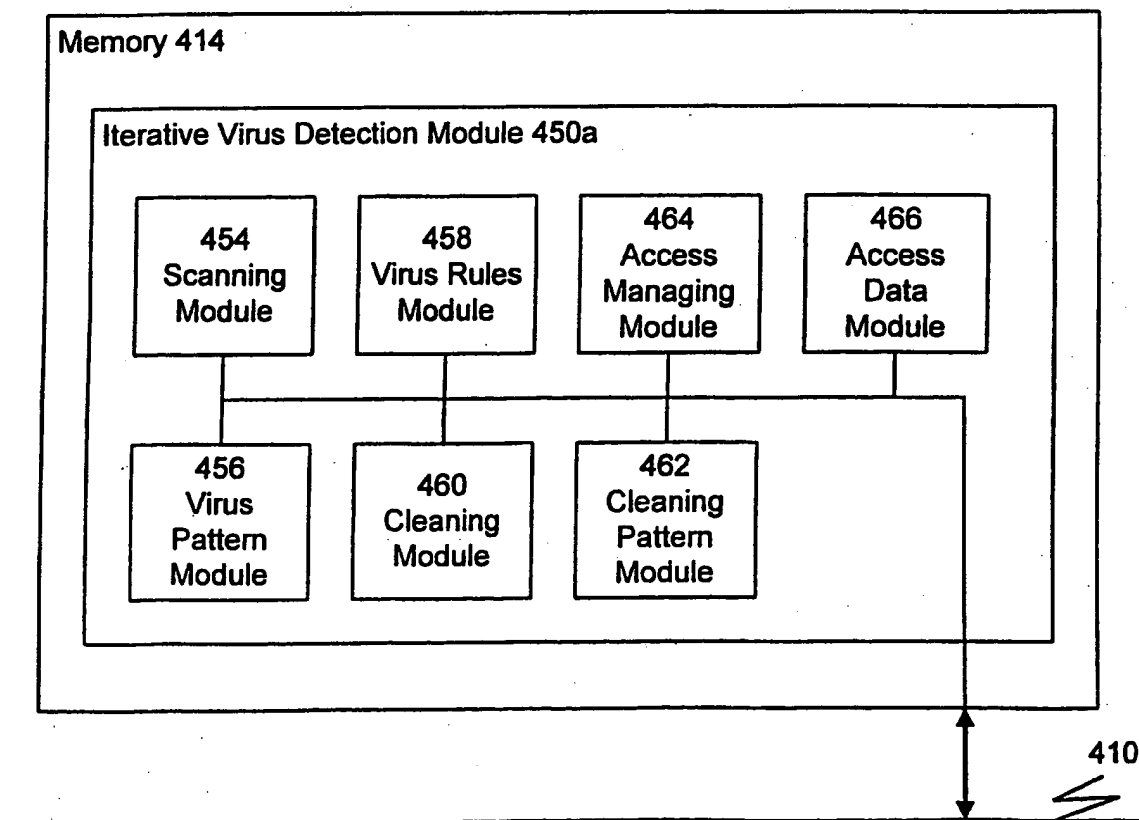 Memory 414
Iterative Virus Detection Module 450a
454
Scanning
Module
458
Virus Rules
Module
464
Access
Managing
Module
466
Access
Data
Module
456
Virus
Pattern
Module
460
Cleaning
Module
462
Cleaning
Pattern
Module
410